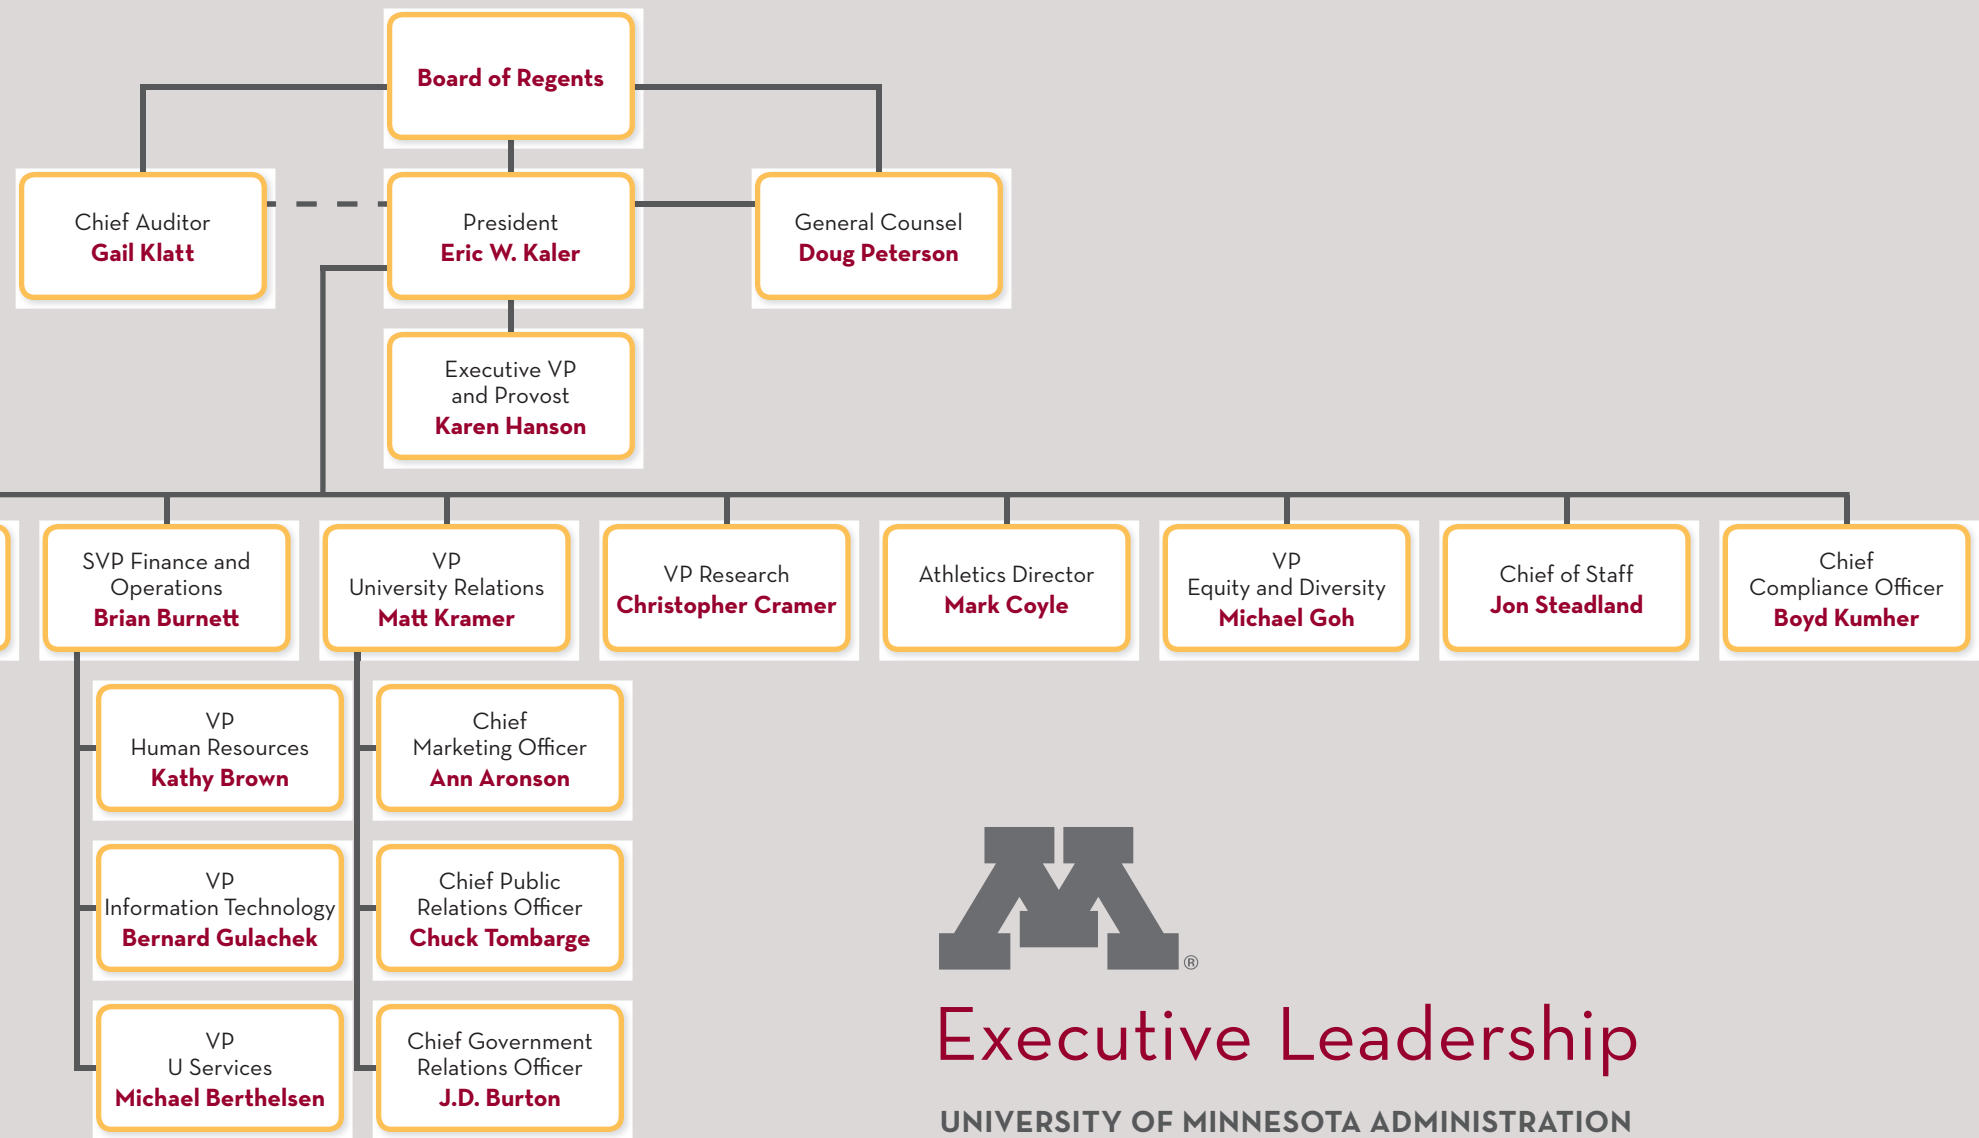 Board of Regents
Chief Auditor
Gail Klatt
President
Eric W. Kaler
General Counsel
Doug Peterson
Executive VP
and Provost
Karen Hanson
SVP Finance and
Operations
Brian Burnett
VP
University Relations
Matt Kramer
VP Research
Christopher Cramer
Athletics Director
Mark Coyle
VP
Equity and Diversity
Michael Goh
Chief of Staff
Jon Steadland
Chief
Compliance Officer
Boyd Kumher
VP
Human Resources
Kathy Brown
Chief
Marketing Officer
Ann Aronson
VP
Information Technology
Bernard Gulachek
Chief Public
Relations Officer
Chuck Tombarge
VP
U Services
Michael Berthelsen
Chief Government
Relations Officer
J.D. Burton
M®
Executive Leadership
UNIVERSITY OF MINNESOTA ADMINISTRATION